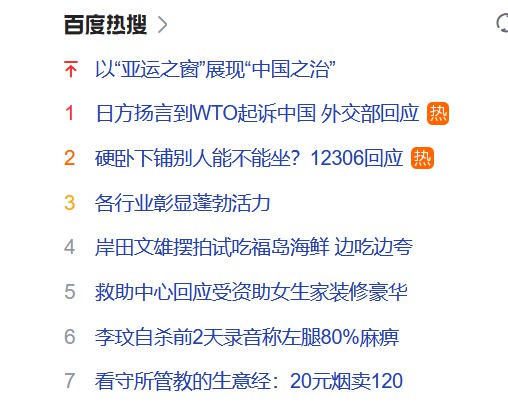 百度热搜
以“亚运之窗”展现“中国之治”
1 日方扬言到WTO起诉中国 外交部回应 热
2 硬卧下铺别人能不能坐？12306回应 热
3 各行业彰显蓬勃活力
4 岸田文雄摆拍试吃福岛海鲜 边吃边夸
5 救助中心回应受资助女生家装修豪华
6 李玟自杀前2天录音称左腿80%麻痹
7 看守所管教的生意经：20元烟卖120